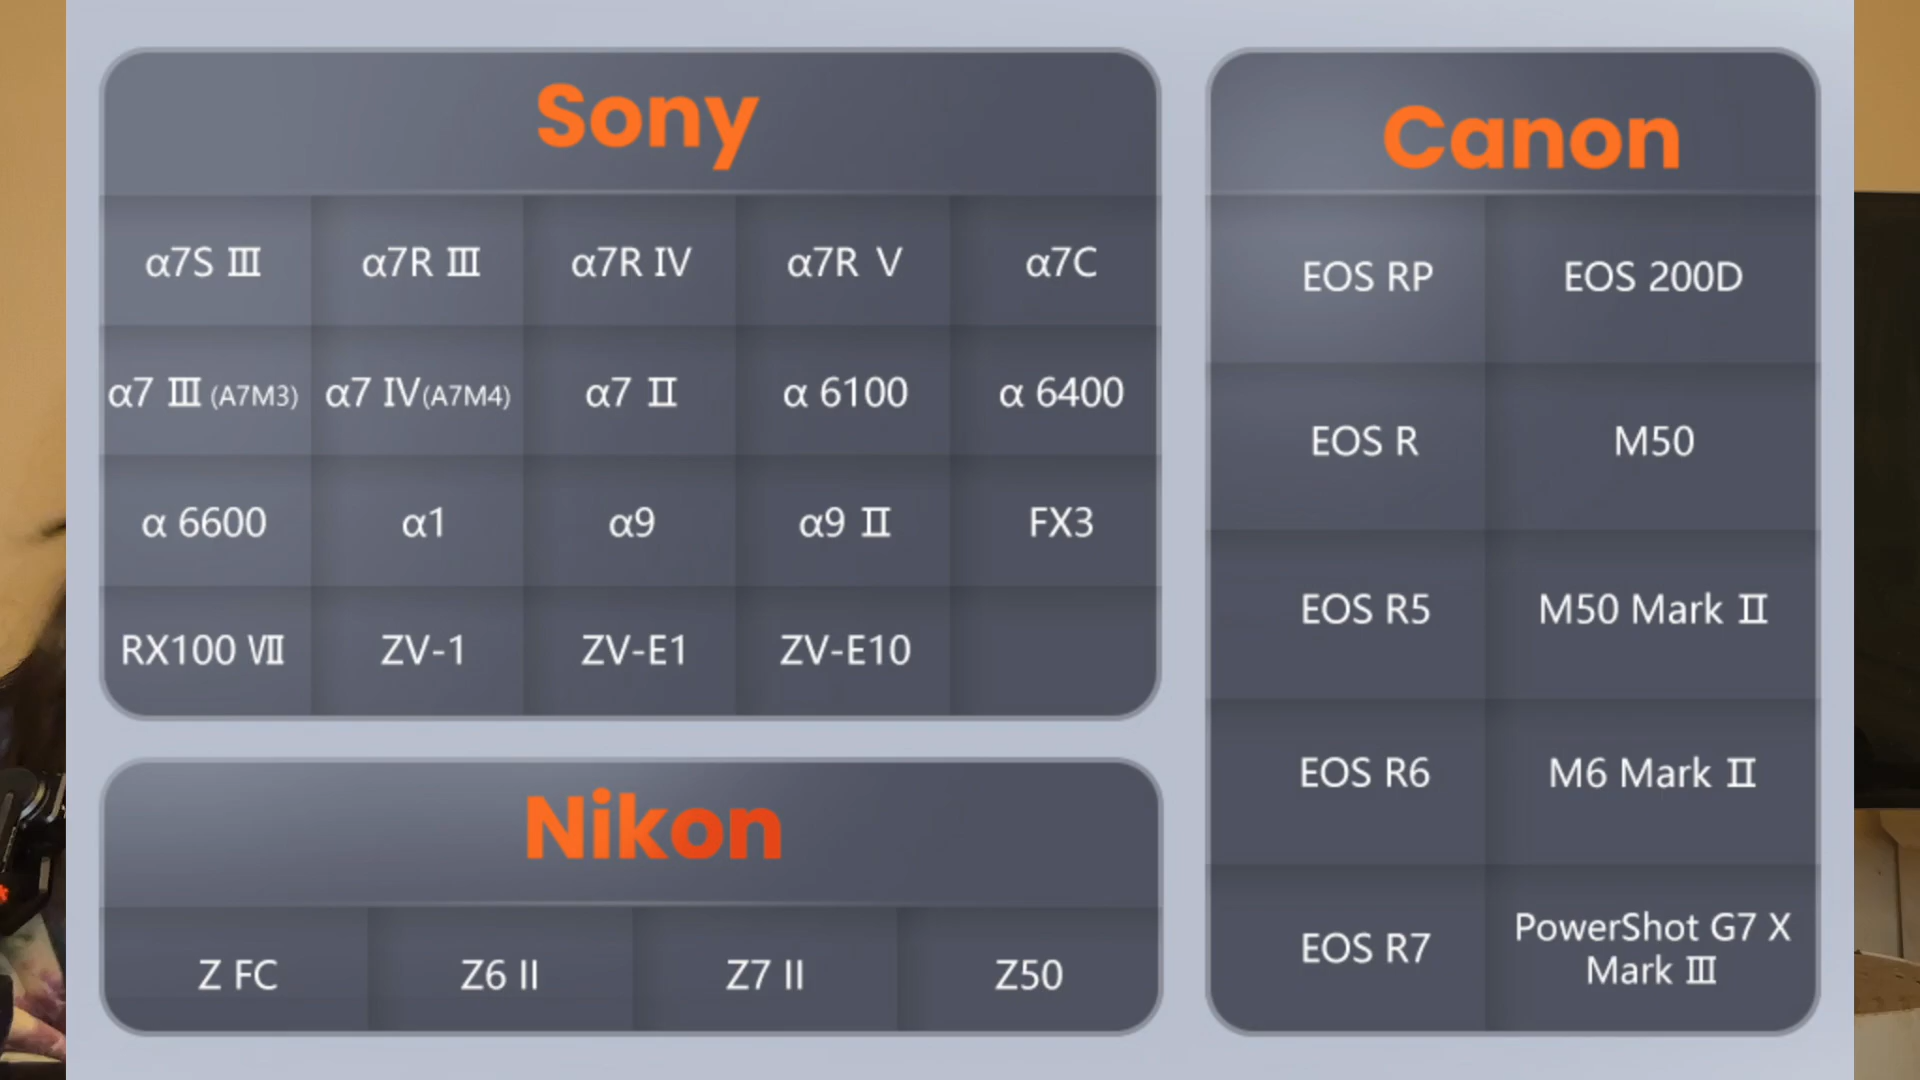 Sony
α7S Ⅲ α7R Ⅲ α7R IV α7R V α7C
α7 Ⅲ (A7M3) α7 IV(A7M4) α7 Ⅱ α 6100 α 6400
α 6600 α1 α9 α9 Ⅱ FX3
RX100 Ⅶ ZV-1 ZV-E1 ZV-E10
Nikon
Z FC Z6 II Z7 II Z50
Canon
EOS RP EOS 200D
EOS R M50
EOS R5 M50 Mark Ⅱ
EOS R6 M6 Mark Ⅱ
EOS R7 PowerShot G7 X
Mark Ⅲ